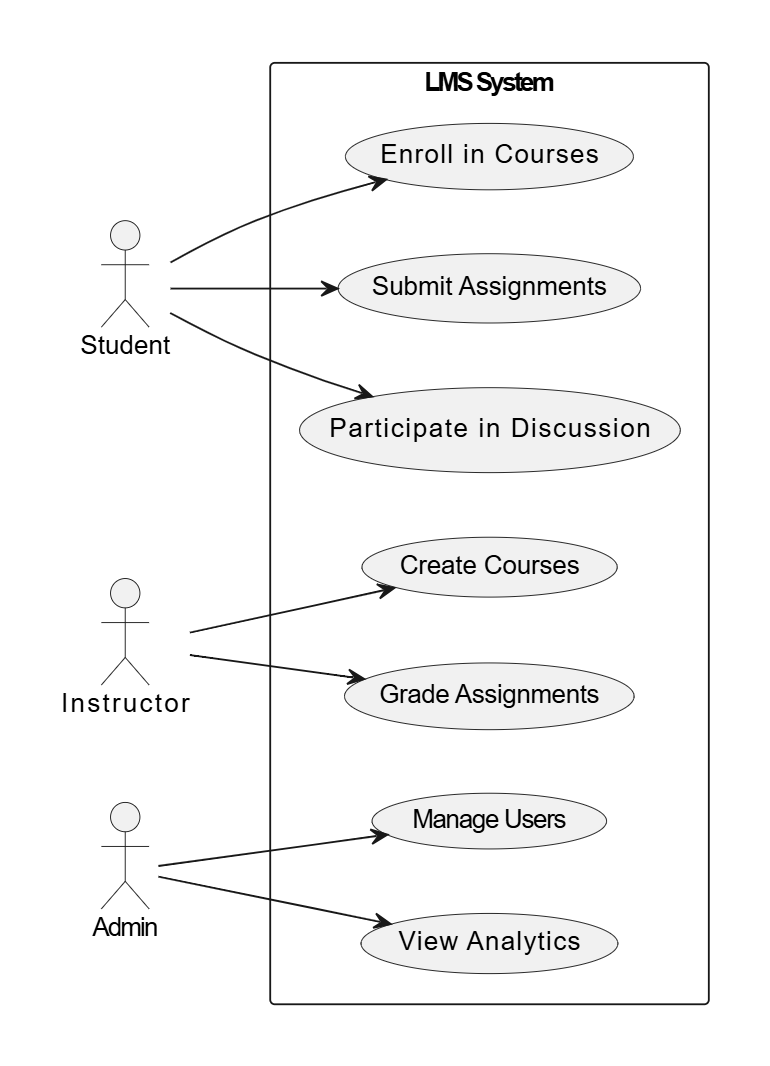 LMS System
Enroll in Courses
Submit Assignments
Student
Participate in Discussion
Create Courses
Grade Assignments
Instructor
Manage Users
Admin
View Analytics